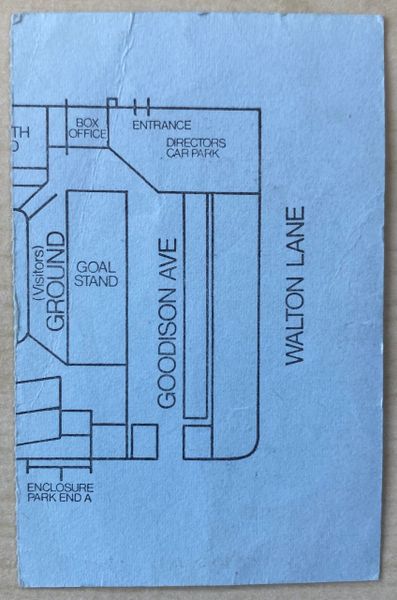 BOX
OFFICE
ENTRANCE
DIRECTORS
CAR PARK
TH
D
(Visitors)
GROUND
GOAL
STAND
GOODISON AVE
WALTON LANE
ENCLOSURE
PARK END A